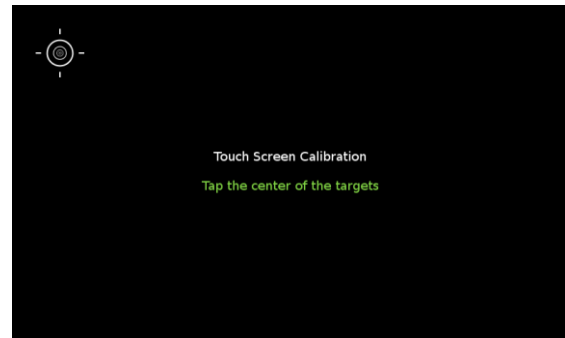 Touch Screen Calibration
Tap the center of the targets